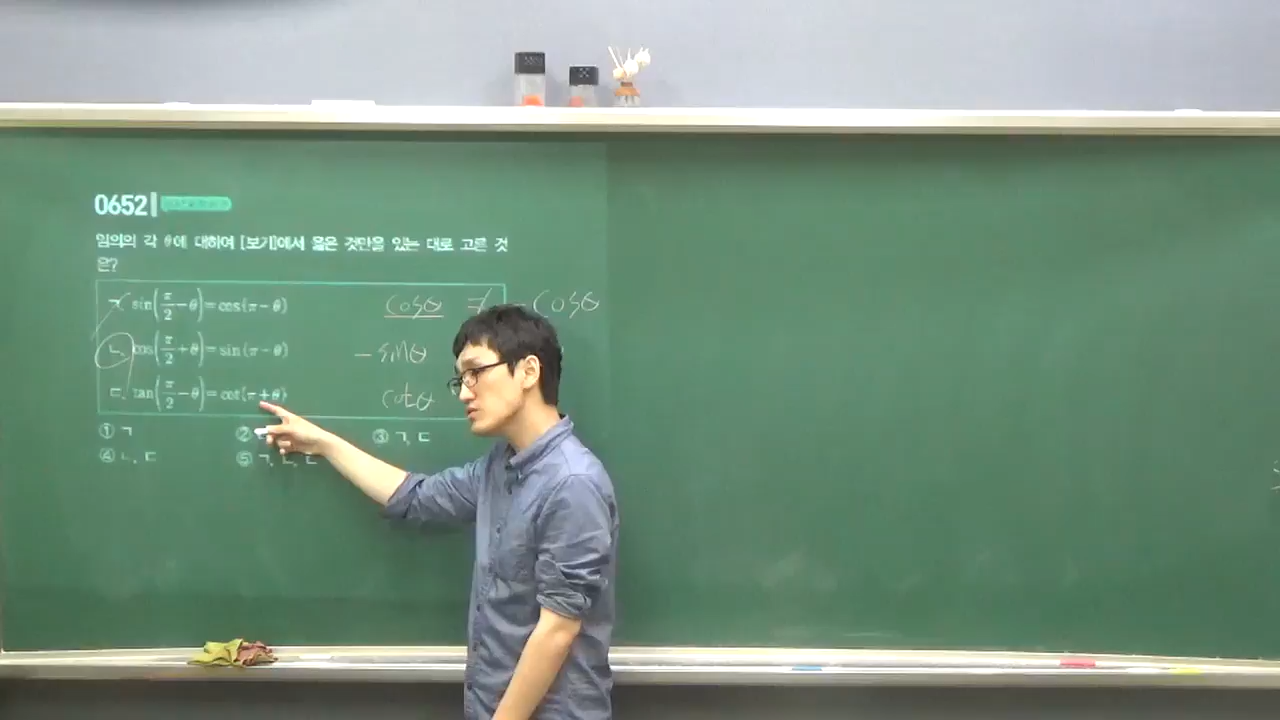 0652
임의의 각 θ에 대하여 [보기]에서 옳은 것만을 있는 대로 고른 것
은?
ㄱ. sin(π/2-θ)=cos(π-θ) cosθ ≠ -cosθ
ㄴ. cos(π/2+θ)=sin(π-θ) -sinθ
ㄷ. tan(π/2-θ)=cot(π+θ) cotθ
① ㄱ ② ③ ㄱ, ㄷ
④ ㄴ, ㄷ ⑤ ㄱ, ㄴ, ㄷ